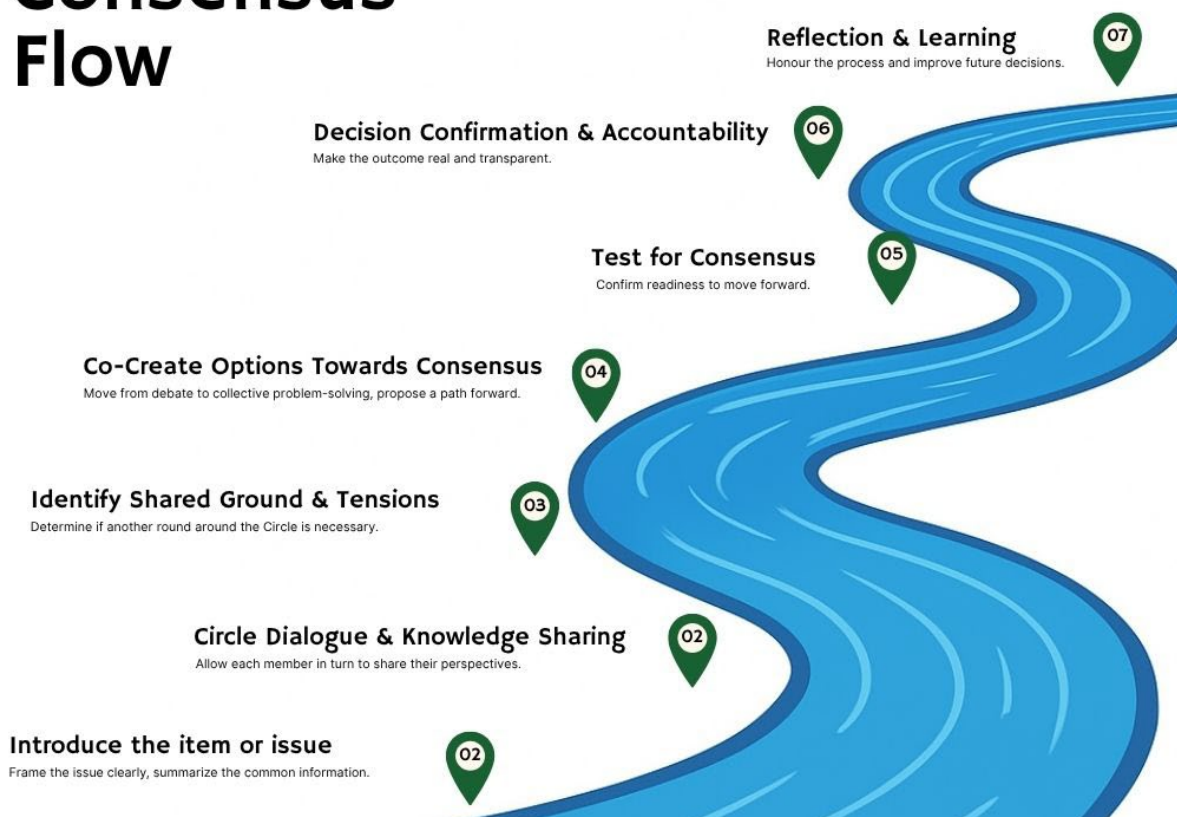 Consensus
Flow
Reflection & Learning
Honour the process and improve future decisions.
07
Decision Confirmation & Accountability
Make the outcome real and transparent.
06
Test for Consensus
Confirm readiness to move forward.
05
Co-Create Options Towards Consensus
Move from debate to collective problem-solving, propose a path forward.
04
Identify Shared Ground & Tensions
Determine if another round around the Circle is necessary.
03
Circle Dialogue & Knowledge Sharing
Allow each member in turn to share their perspectives.
02
Introduce the item or issue
Frame the issue clearly, summarize the common information.
02